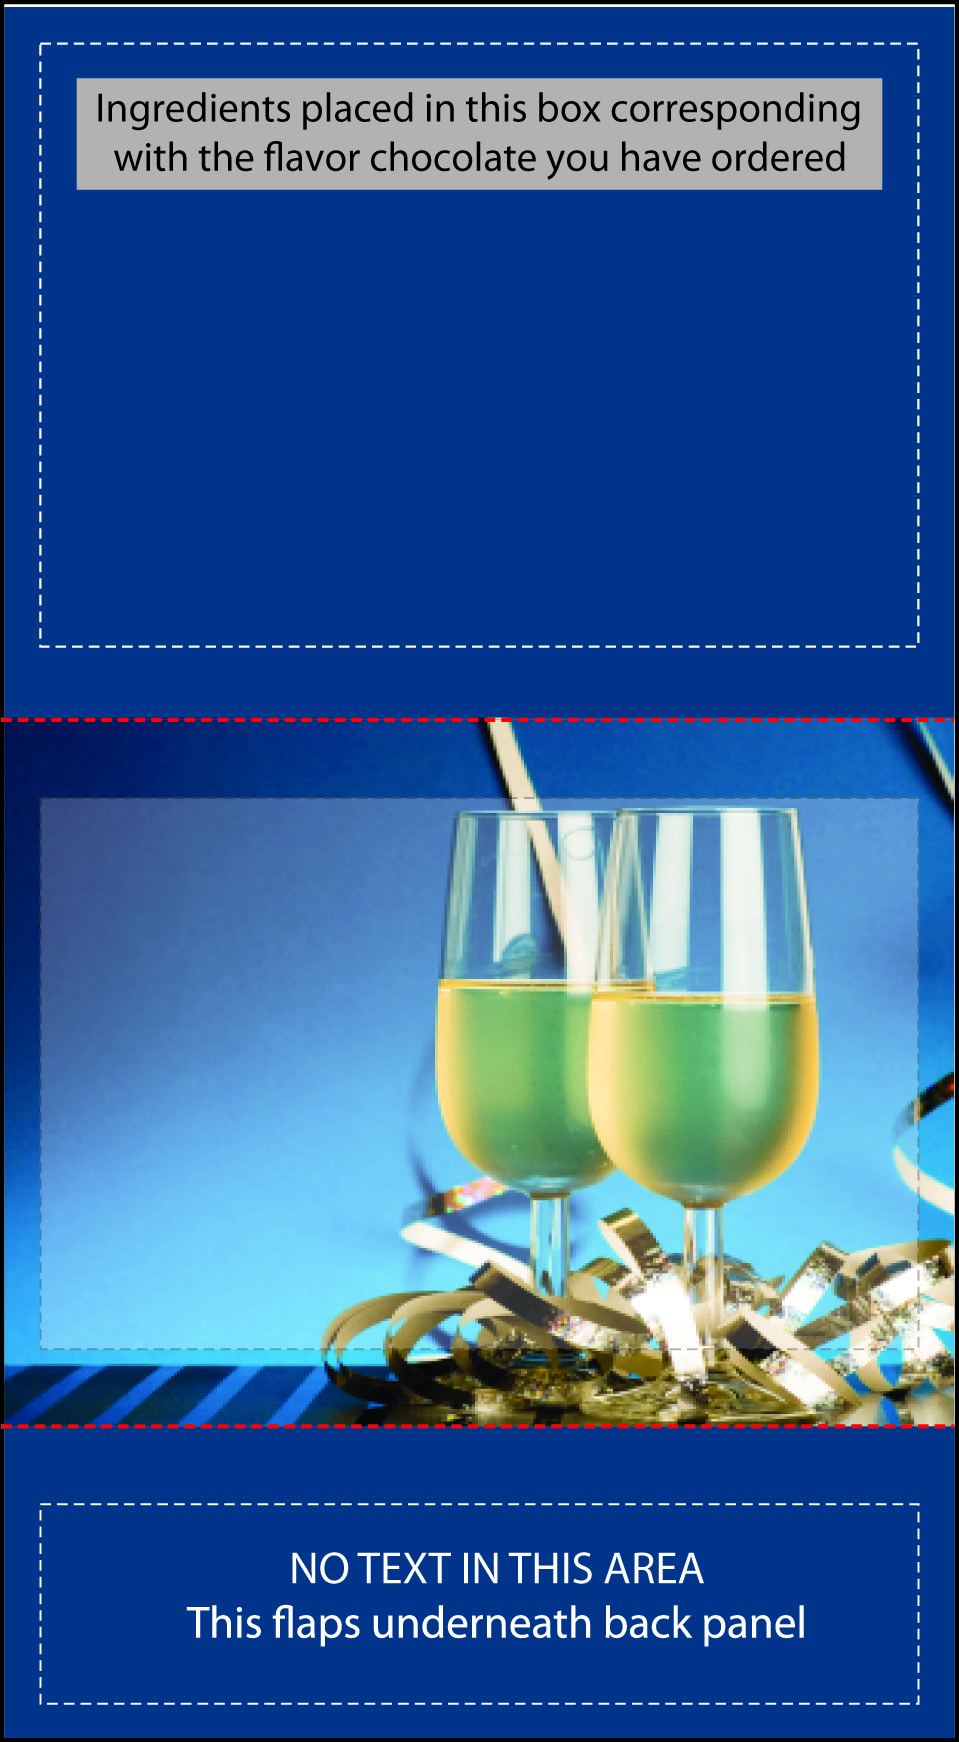 Ingredients placed in this box corresponding
with the flavor chocolate you have ordered
NO TEXT IN THIS AREA
This flaps underneath back panel